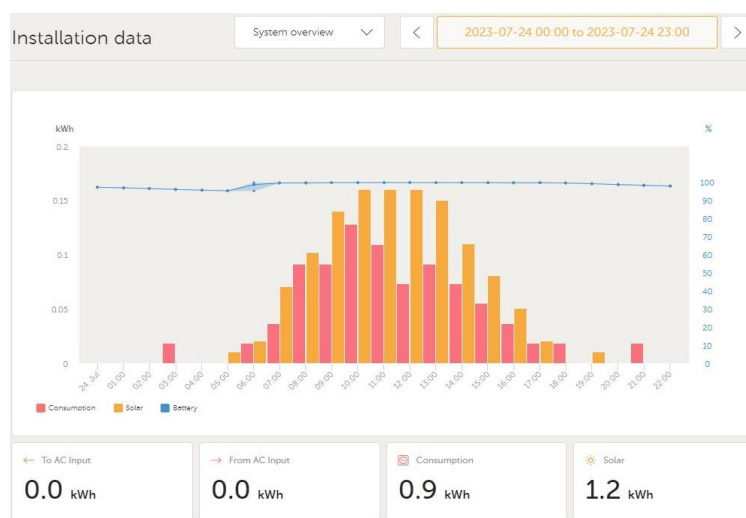 Installation data
System overview
2023-07-24 00:00 to 2023-07-24 23:00
kWh
%
0.2
0.15
0.1
0.05
0
100
90
80
70
60
50
40
30
20
10
0
24. Jul
01:00
02:00
03:00
04:00
05:00
06:00
07:00
08:00
09:00
10:00
11:00
12:00
13:00
14:00
15:00
16:00
17:00
18:00
19:00
20:00
21:00
22:00
Consumption
Solar
Battery
To AC Input
0.0 kWh
From AC Input
0.0 kWh
Consumption
0.9 kWh
Solar
1.2 kWh